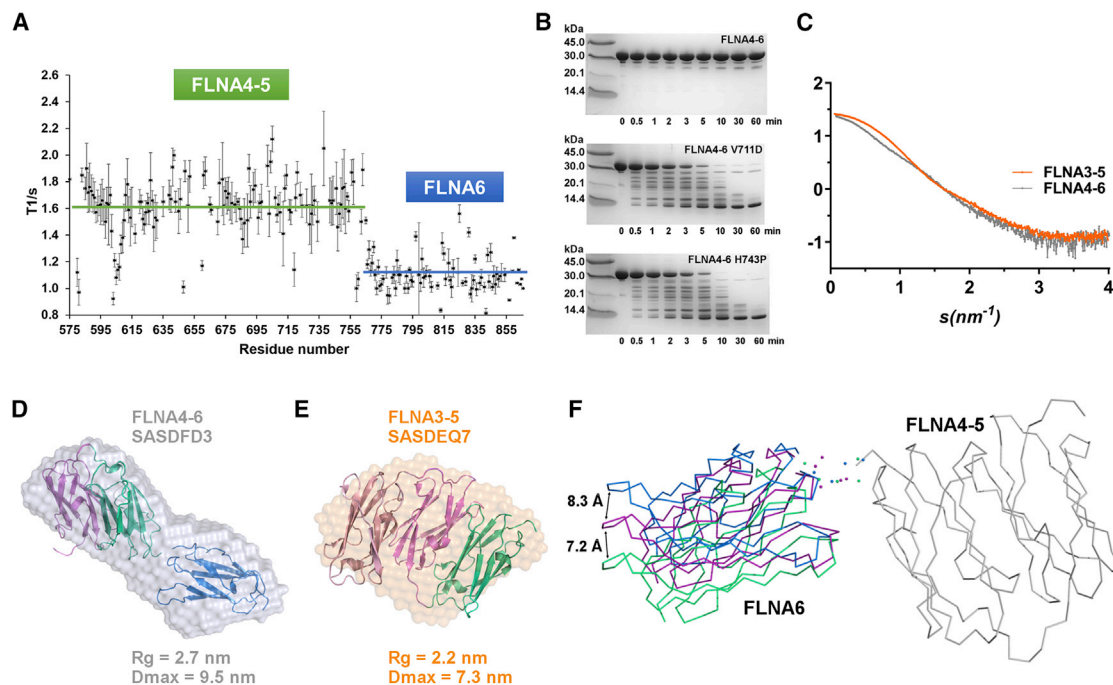 A
FLNA4-5
FLNA6
T1/s
2.6
2.4
2.2
2.0
1.8
1.6
1.4
1.2
1.0
0.8
575 595 615 635 655 675 695 715 735 755 775 795 815 835 855
Residue number
B
kDa
FLNA4-6
45.0
30.0
20.1
14.4
0 0.5 1 2 3 5 10 30 60 min
kDa
FLNA4-6 V711D
45.0
30.0
20.1
14.4
0 0.5 1 2 3 5 10 30 60 min
kDa
FLNA4-6 H743P
45.0
30.0
20.1
14.4
0 0.5 1 2 3 5 10 30 60 min
C
2
1
0
-1
FLNA3-5
FLNA4-6
0 1 2 3 4
s(nm⁻¹)
D
FLNA4-6
SASDFD3
Rg = 2.7 nm
Dmax = 9.5 nm
E
FLNA3-5
SASDEQ7
Rg = 2.2 nm
Dmax = 7.3 nm
F
FLNA4-5
8.3 Å
7.2 Å
FLNA6